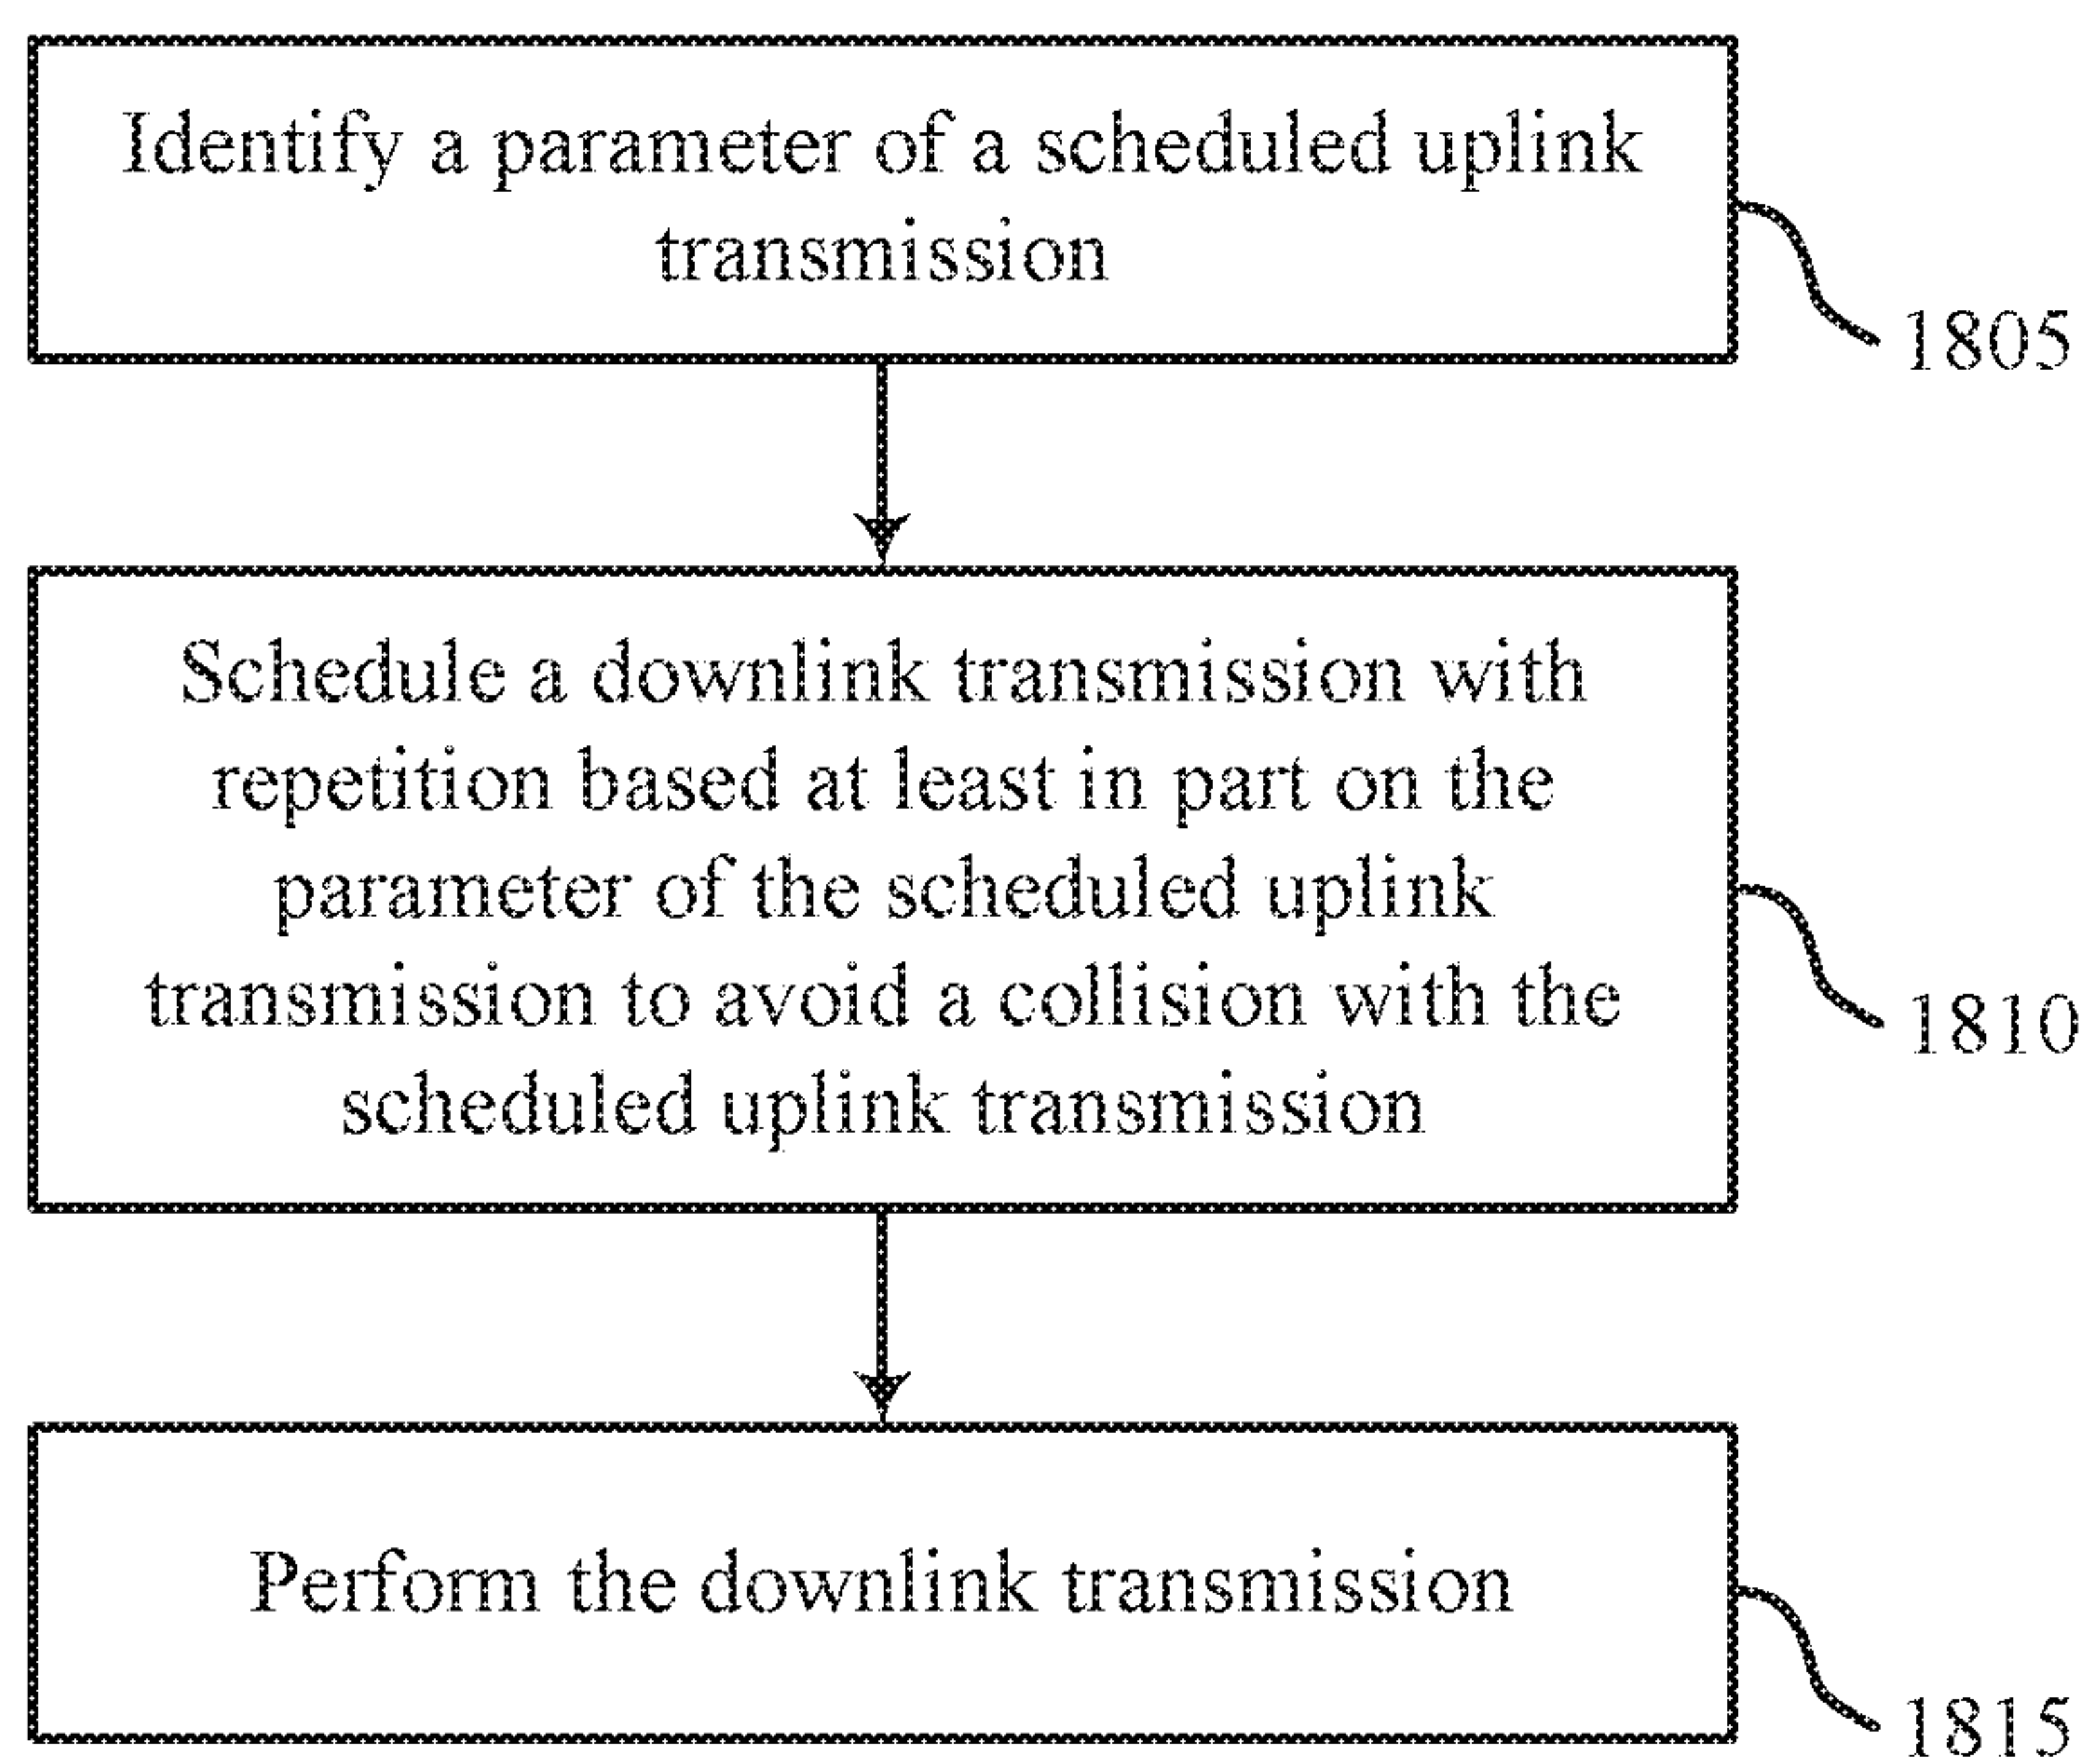 Identify a parameter of a scheduled uplink
transmission
1805
Schedule a downlink transmission with
repetition based at least in part on the
parameter of the scheduled uplink
transmission to avoid a collision with the
scheduled uplink transmission
1810
Perform the downlink transmission
1815